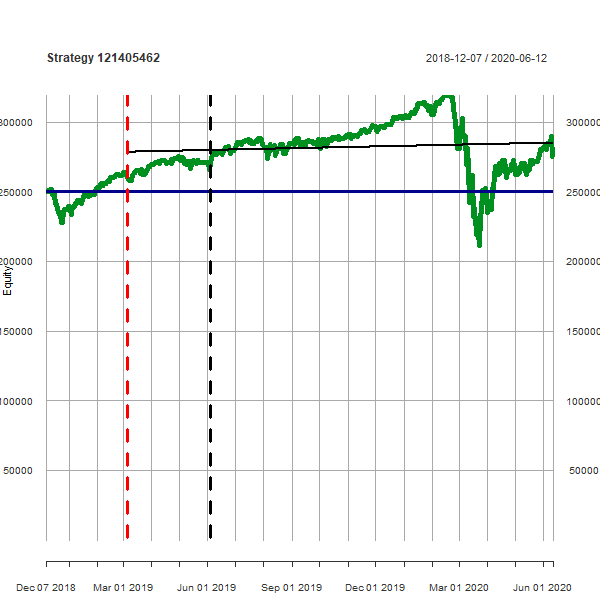 Strategy 121405462 2018-12-07 / 2020-06-12
300000 300000
250000 250000
200000 200000
Equity
150000 150000
100000 100000
50000 50000
Dec 07 2018 Mar 01 2019 Jun 01 2019 Sep 01 2019 Dec 01 2019 Mar 01 2020 Jun 01 2020